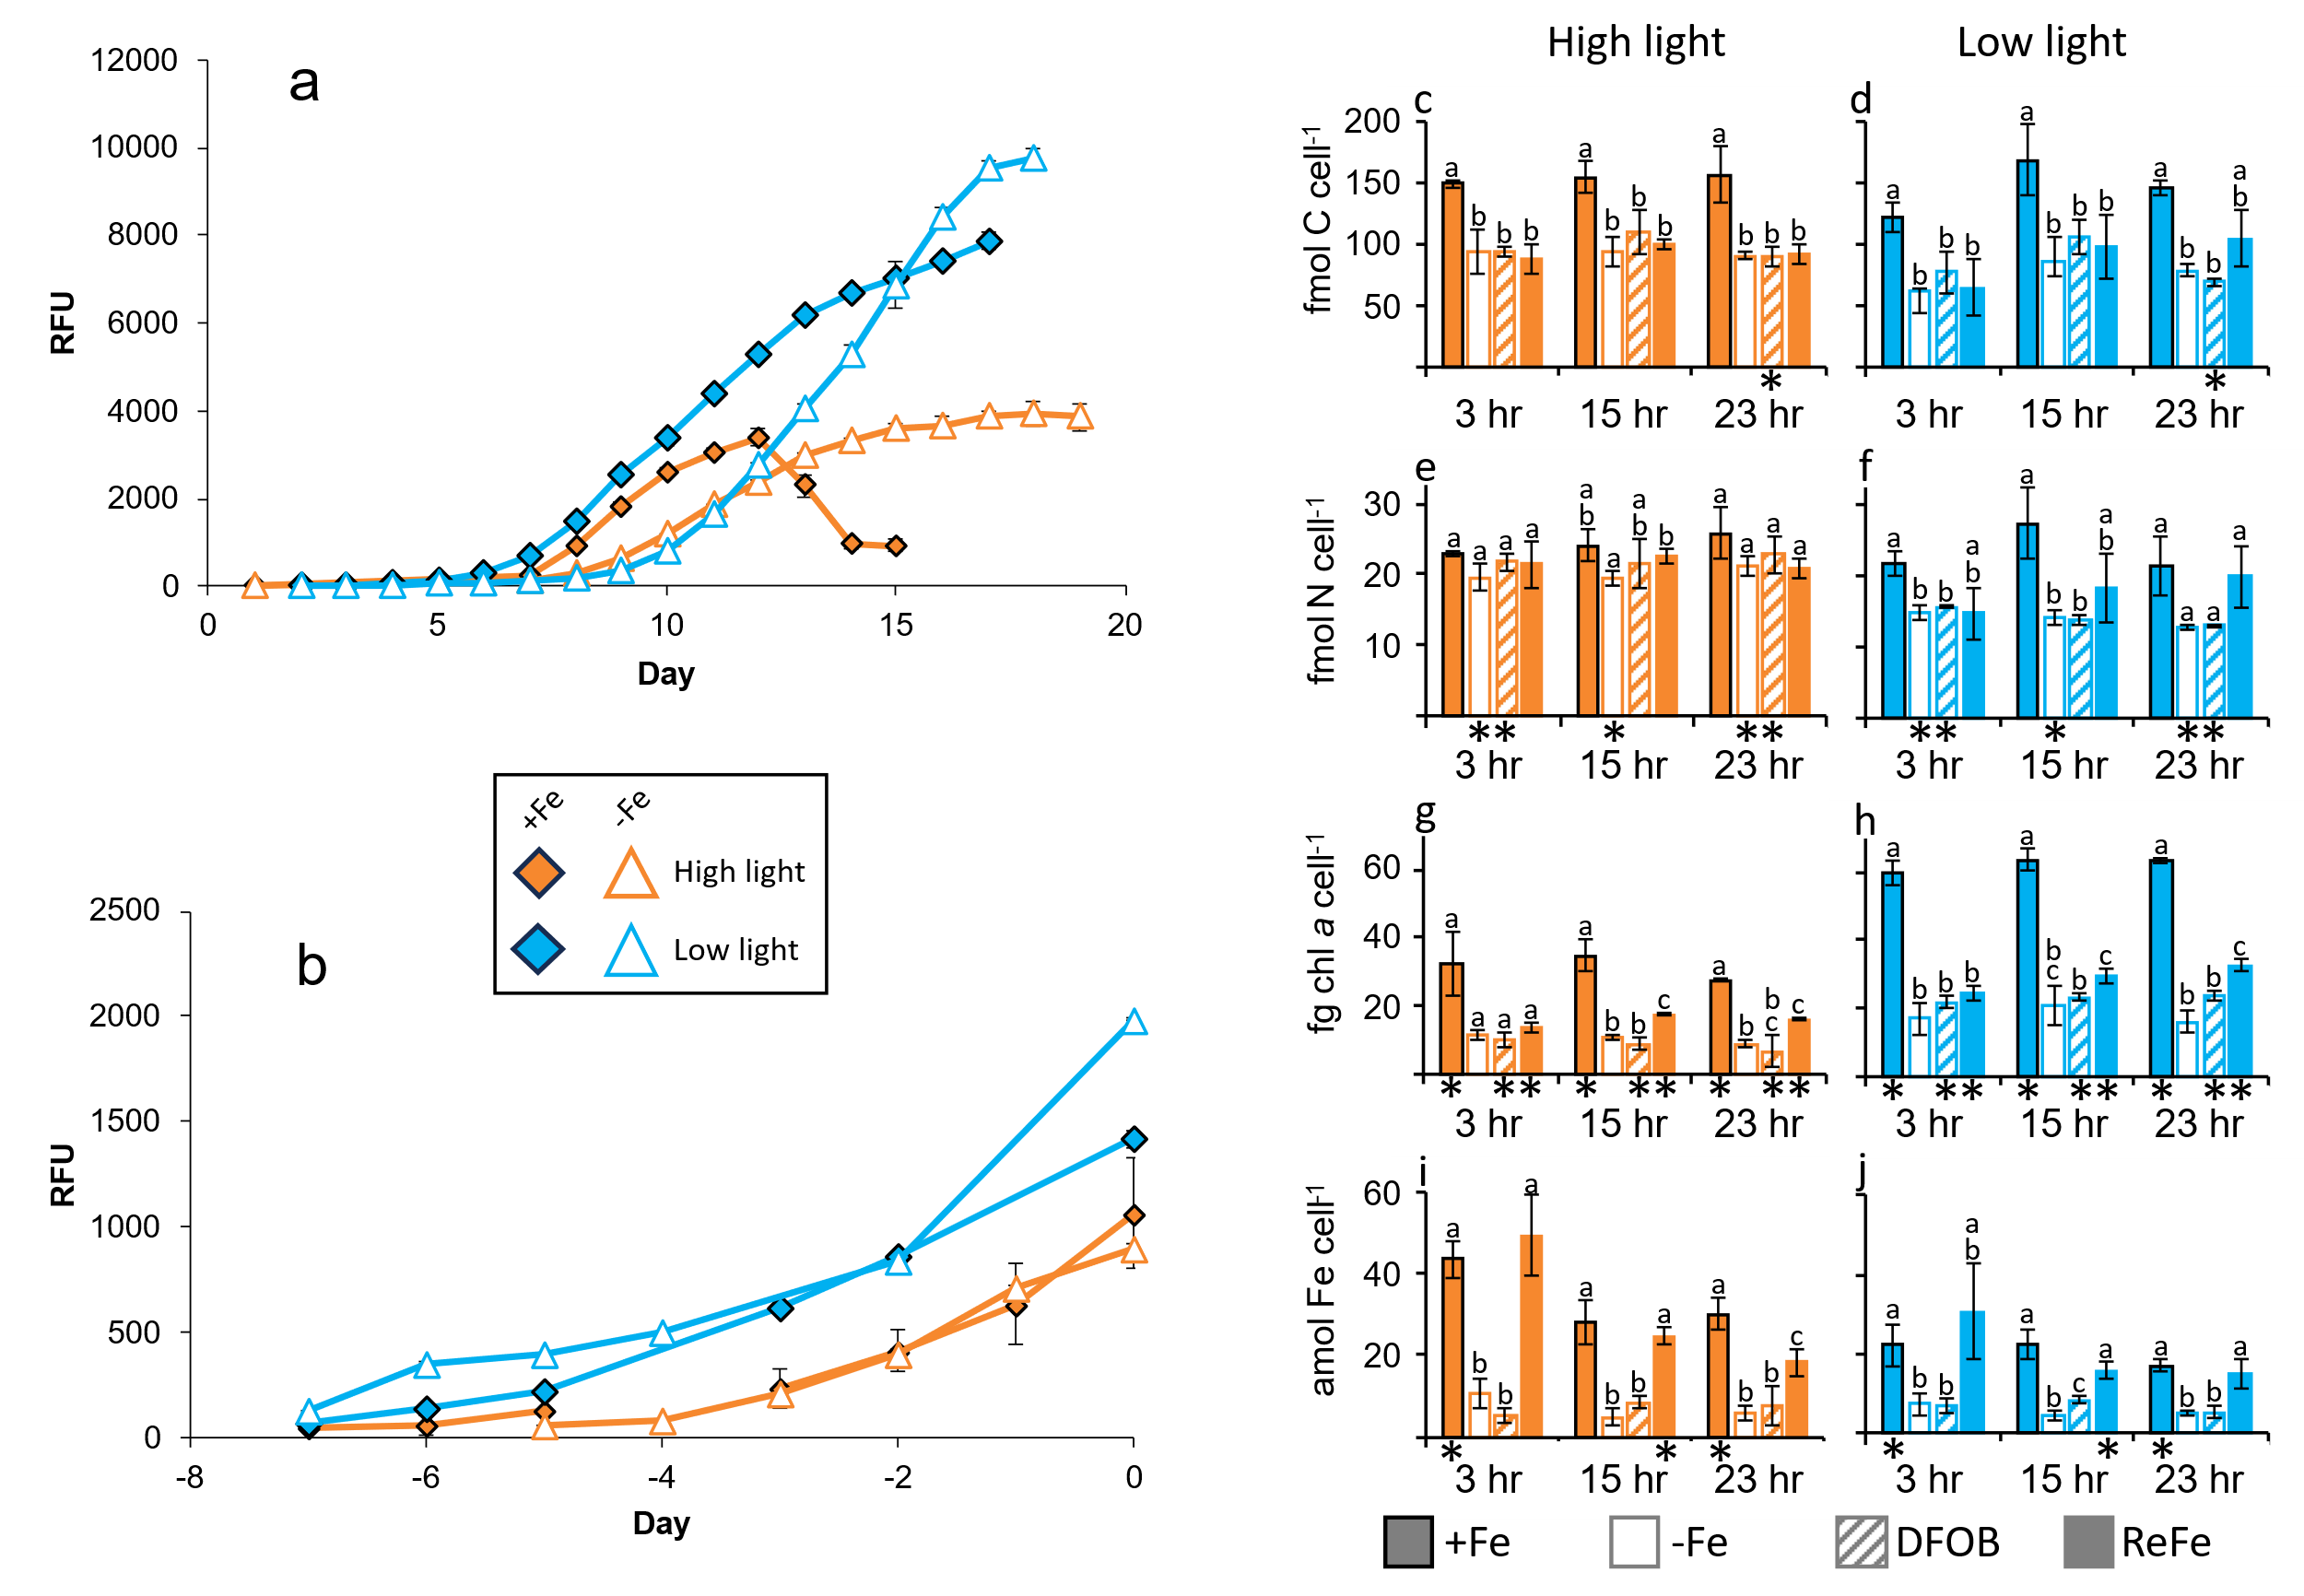 a
12000
10000
8000
6000
4000
2000
0
RFU
0 5 10 15 20
Day
+Fe -Fe
High light
Low light
b
2500
2000
1500
1000
500
0
RFU
-8 -6 -4 -2 0
Day
High light Low light
c
200
150
100
50
fmol C cell-1
a b b b a b b b a b b b
*
3 hr 15 hr 23 hr
d
a b b b a b b b a b b a b
*
3 hr 15 hr 23 hr
e
30
20
10
fmol N cell-1
a a a a a b a a b b a a a a
** * **
3 hr 15 hr 23 hr
f
a b b a b a b b a b a a a a
** * **
3 hr 15 hr 23 hr
g
60
40
20
fg chl a cell-1
a a a a a b b c a b b c c
* ** * ** * **
3 hr 15 hr 23 hr
h
a b b b a b c b c a b b c
* ** * ** * **
3 hr 15 hr 23 hr
i
60
40
20
amol Fe cell-1
a b b a a b b a a b b c
* * *
3 hr 15 hr 23 hr
j
a b b a b a b c a a b b a
* * *
3 hr 15 hr 23 hr
+Fe -Fe DFOB ReFe